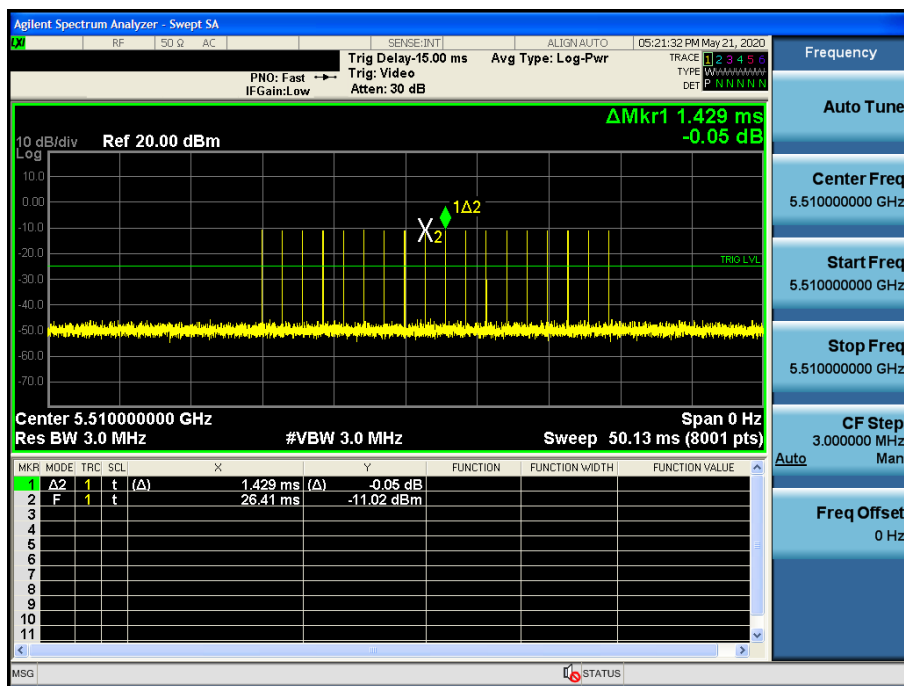 Agilent Spectrum Analyzer - Swept SA
LXI RF 50 Ω AC SENSE:INT ALIGN AUTO 05:21:32 PM May 21, 2020
Frequency
PNO: Fast
IFGain:Low
Trig Delay-15.00 ms
Trig: Video
Atten: 30 dB
Avg Type: Log-Pwr
TRACE 1 2 3 4 5 6
TYPE WWWWWW
DET P N N N N N
Auto Tune
ΔMkr1 1.429 ms
-0.05 dB
10 dB/div Ref 20.00 dBm
Log
10.0
0.00
-10.0
-20.0
-30.0
-40.0
-50.0
-60.0
-70.0
1Δ2
X2
TRIG LVL
Center Freq
5.510000000 GHz
Start Freq
5.510000000 GHz
Stop Freq
5.510000000 GHz
Center 5.510000000 GHz Span 0 Hz
Res BW 3.0 MHz #VBW 3.0 MHz Sweep 50.13 ms (8001 pts)
CF Step
3.000000 MHz
Auto Man
Freq Offset
0 Hz
MKR MODE TRC SCL X Y FUNCTION FUNCTION WIDTH FUNCTION VALUE
1 Δ2 1 t (Δ) 1.429 ms (Δ) -0.05 dB
2 F 1 t 26.41 ms -11.02 dBm
3
4
5
6
7
8
9
10
11
MSG STATUS